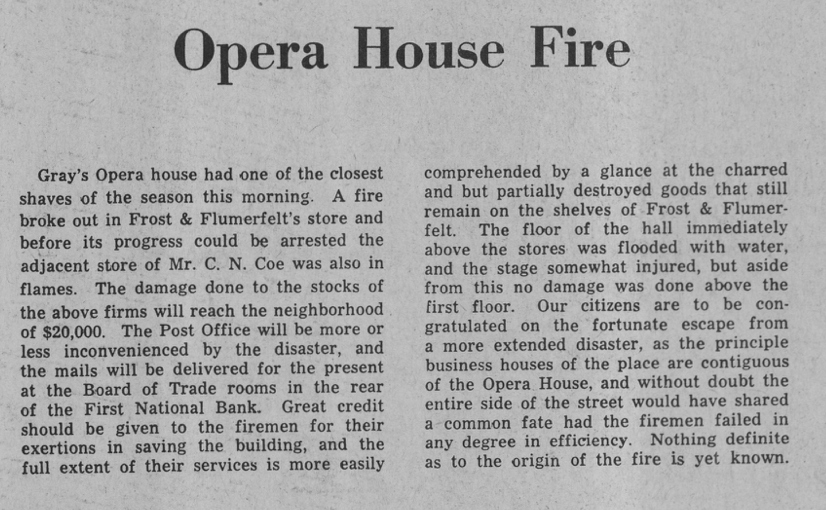 Opera House Fire
Gray's Opera house had one of the closest
shaves of the season this morning. A fire
broke out in Frost & Flumerfelt's store and
before its progress could be arrested the
adjacent store of Mr. C. N. Coe was also in
flames. The damage done to the stocks of
the above firms will reach the neighborhood
of $20,000. The Post Office will be more or
less inconvenienced by the disaster, and
the mails will be delivered for the present
at the Board of Trade rooms in the rear
of the First National Bank. Great credit
should be given to the firemen for their
exertions in saving the building, and the
full extent of their services is more easily
comprehended by a glance at the charred
and but partially destroyed goods that still
remain on the shelves of Frost & Flumer-
felt. The floor of the hall immediately
above the stores was flooded with water,
and the stage somewhat injured, but aside
from this no damage was done above the
first floor. Our citizens are to be con-
gratulated on the fortunate escape from
a more extended disaster, as the principle
business houses of the place are contiguous
of the Opera House, and without doubt the
entire side of the street would have shared
a common fate had the firemen failed in
any degree in efficiency. Nothing definite
as to the origin of the fire is yet known.